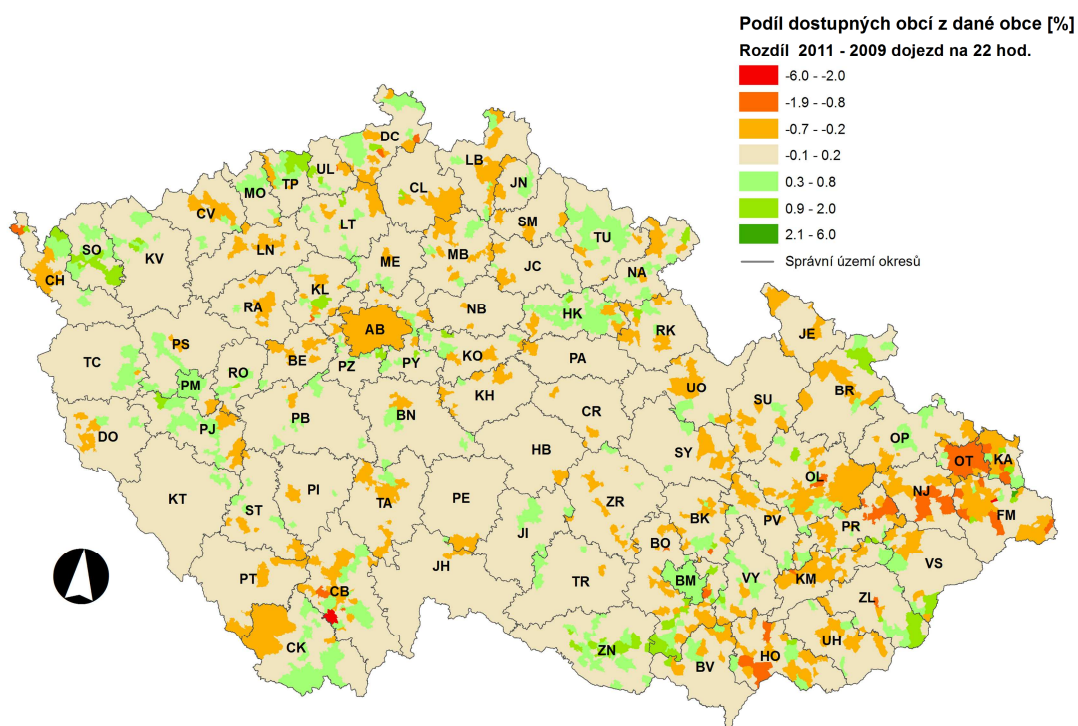 Podíl dostupných obcí z dané obce [%]
Rozdíl 2011 - 2009 dojezd na 22 hod.
-6.0 - -2.0
-1.9 - -0.8
-0.7 - -0.2
-0.1 - 0.2
0.3 - 0.8
0.9 - 2.0
2.1 - 6.0
Správní území okresů
DC
LB
UL
TP
MO
CL
JN
CV
LT
SM
TU
SO
KV
LN
ME
MB
JC
NA
CH
RA
KL
NB
HK
AB
RK
JE
PS
BE
KO
PA
TC
RO
PZ
PY
PM
KH
UO
SU
BR
PB
BN
CR
DO
PJ
OP
HB
SY
OT
KA
KT
PI
TA
PE
OL
NJ
ST
ZR
FM
JI
BK
PV
PR
BO
JH
VS
PT
CB
TR
BM
VY
KM
ZL
CK
ZN
BV
HO
UH